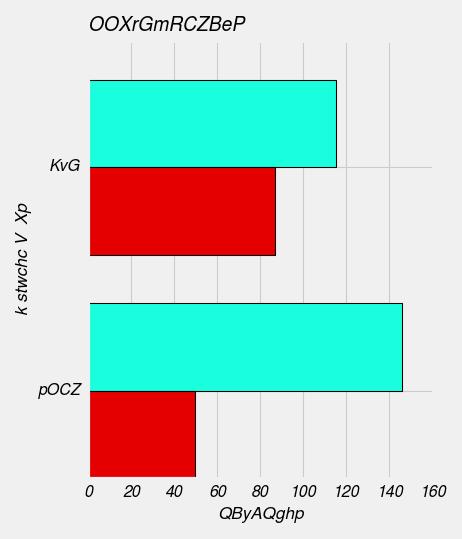 OOXrGmRCZBeP
k stwchc V  Xp
KvG
pOCZ
0 20 40 60 80 100 120 140 160
QByAQghp